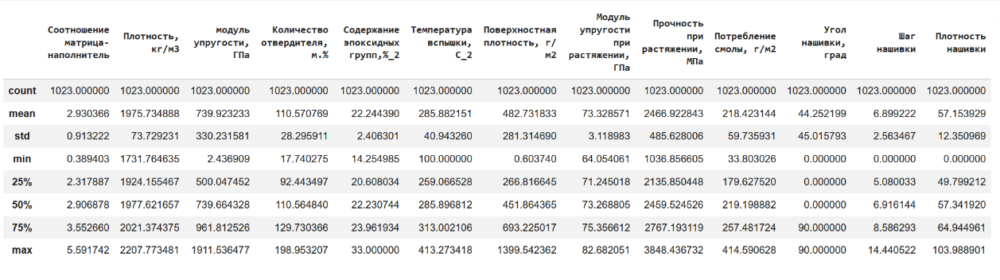 Соотношение матрица-наполнитель Плотность, кг/м3 модуль упругости, ГПа Количество отвердителя, м.% Содержание эпоксидных групп,%_2 Температура вспышки, С_2 Поверхностная плотность, г/м2 Модуль упругости при растяжении, ГПа Прочность при растяжении, МПа Потребление смолы, г/м2 Угол нашивки, град Шаг нашивки Плотность нашивки
count 1023.000000 1023.000000 1023.000000 1023.000000 1023.000000 1023.000000 1023.000000 1023.000000 1023.000000 1023.000000 1023.000000 1023.000000 1023.000000
mean 2.930366 1975.734888 739.923233 110.570769 22.244390 285.882151 482.731833 73.328571 2466.922843 218.423144 44.252199 6.899222 57.153929
std 0.913222 73.729231 330.231581 28.295911 2.406301 40.943260 281.314690 3.118983 485.628006 59.735931 45.015793 2.563467 12.350969
min 0.389403 1731.764635 2.436909 17.740275 14.254985 100.000000 0.603740 64.054061 1036.856605 33.803026 0.000000 0.000000 0.000000
25% 2.317887 1924.155467 500.047452 92.443497 20.608034 259.066528 266.816645 71.245018 2135.850448 179.627520 0.000000 5.080033 49.799212
50% 2.906878 1977.621657 739.664328 110.564840 22.230744 285.896812 451.864365 73.268805 2459.524526 219.198882 0.000000 6.916144 57.341920
75% 3.552660 2021.374375 961.812526 129.730366 23.961934 313.002106 693.225017 75.356612 2767.193119 257.481724 90.000000 8.586293 64.944961
max 5.591742 2207.773481 1911.536477 198.953207 33.000000 413.273418 1399.542362 82.682051 3848.436732 414.590628 90.000000 14.440522 103.988901